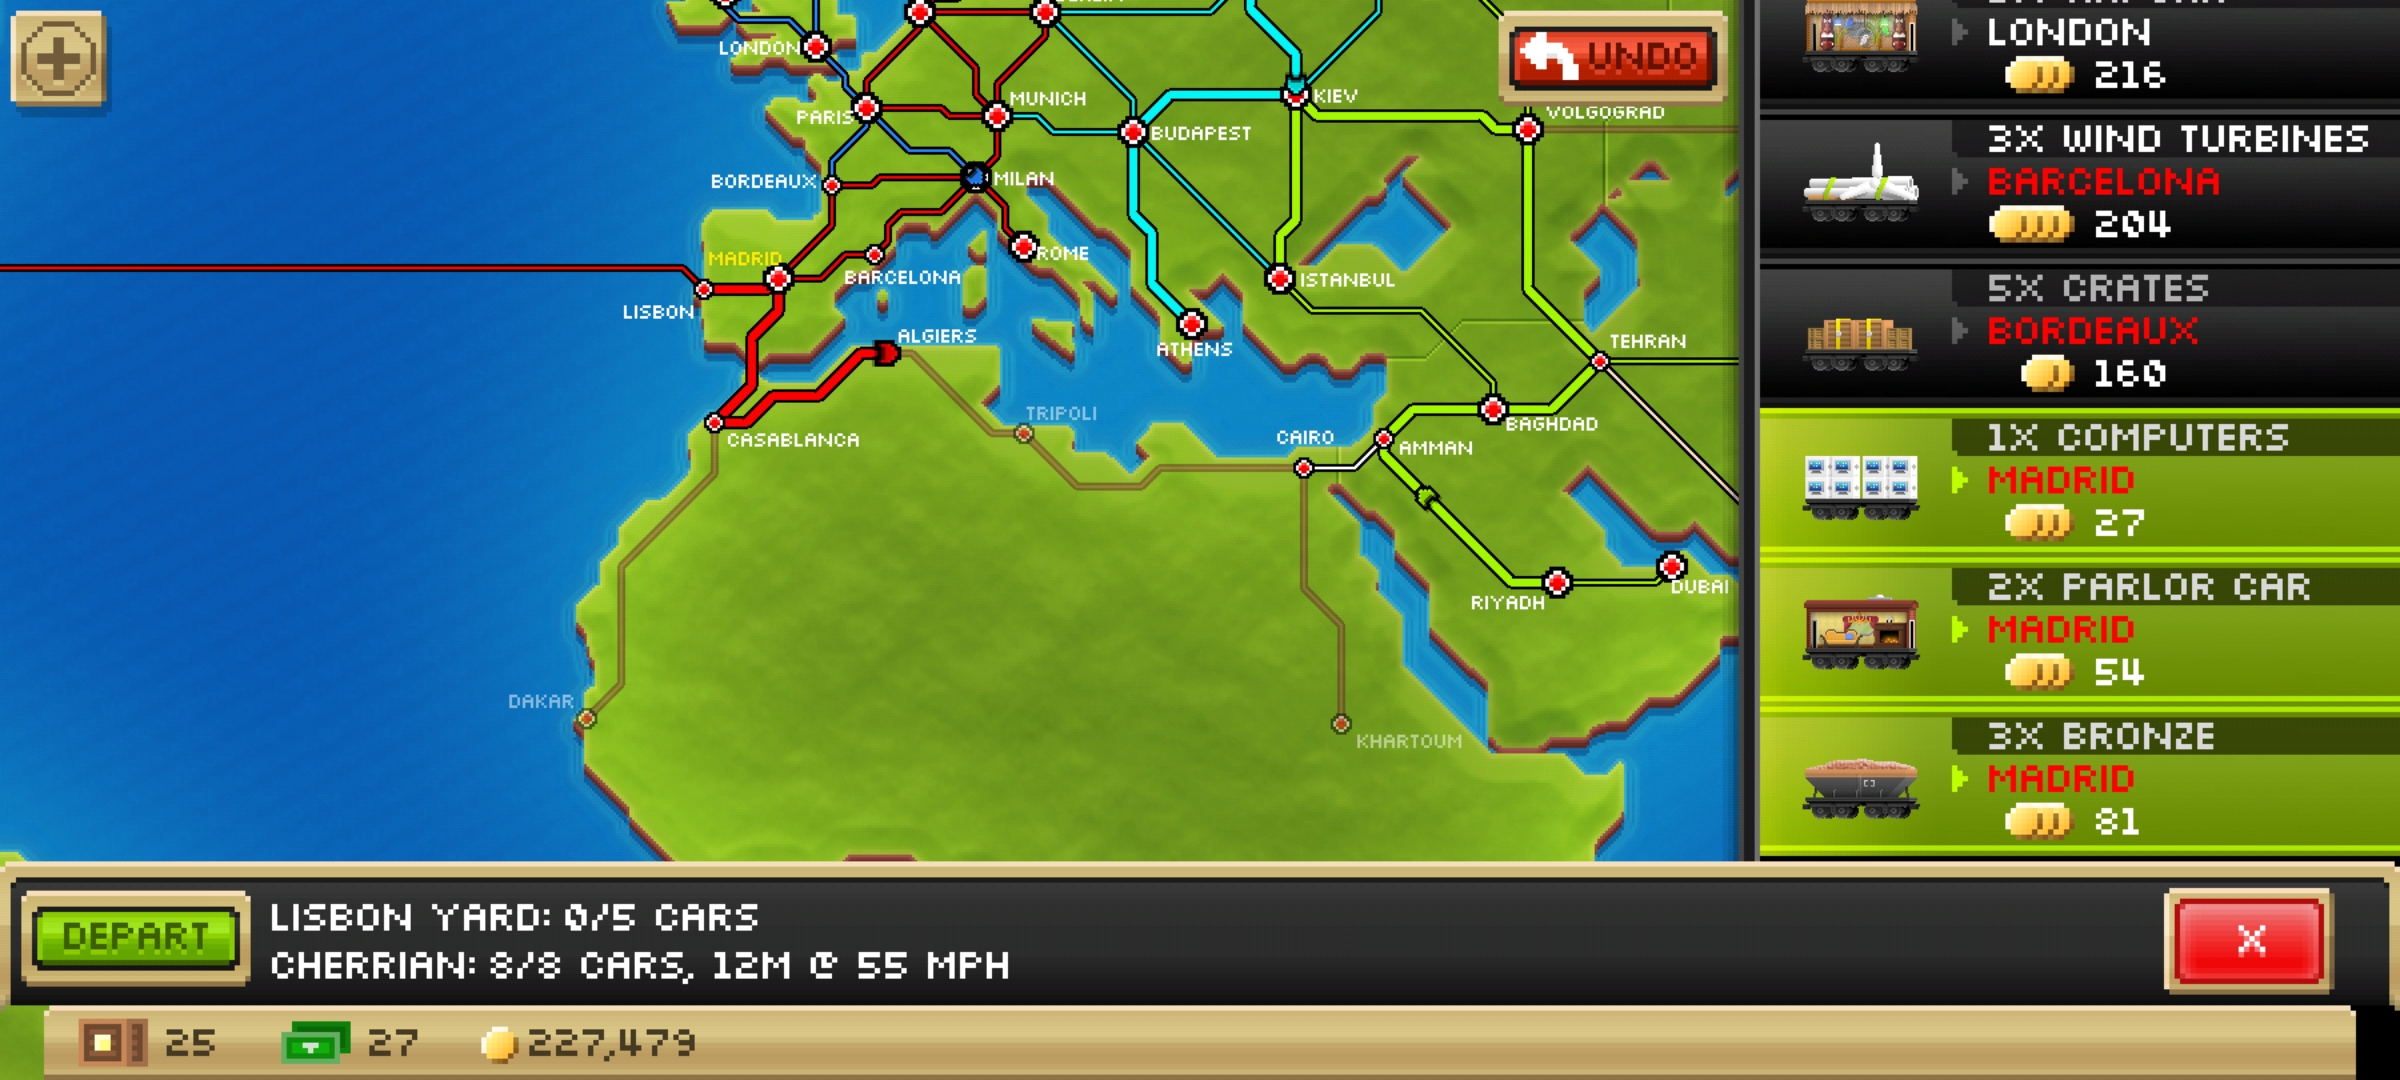 LONDON
PARIS
MUNICH
BORDEAUX
MILAN
BUDAPEST
KIEV
VOLGOGRAD
MADRID
BARCELONA
ROME
LISBON
ALGIERS
ATHENS
ISTANBUL
TEHRAN
CASABLANCA
TRIPOLI
CAIRO
AMMAN
BAGHDAD
RIYADH
DUBAI
DAKAR
KHARTOUM
UNDO
LONDON
216
3X WIND TURBINES
BARCELONA
204
5X CRATES
BORDEAUX
160
1X COMPUTERS
MADRID
27
2X PARLOR CAR
MADRID
54
3X BRONZE
MADRID
81
DEPART
LISBON YARD: 0/5 CARS
CHERRIAN: 8/8 CARS, 12M @ 55 MPH
X
25
27
227,479